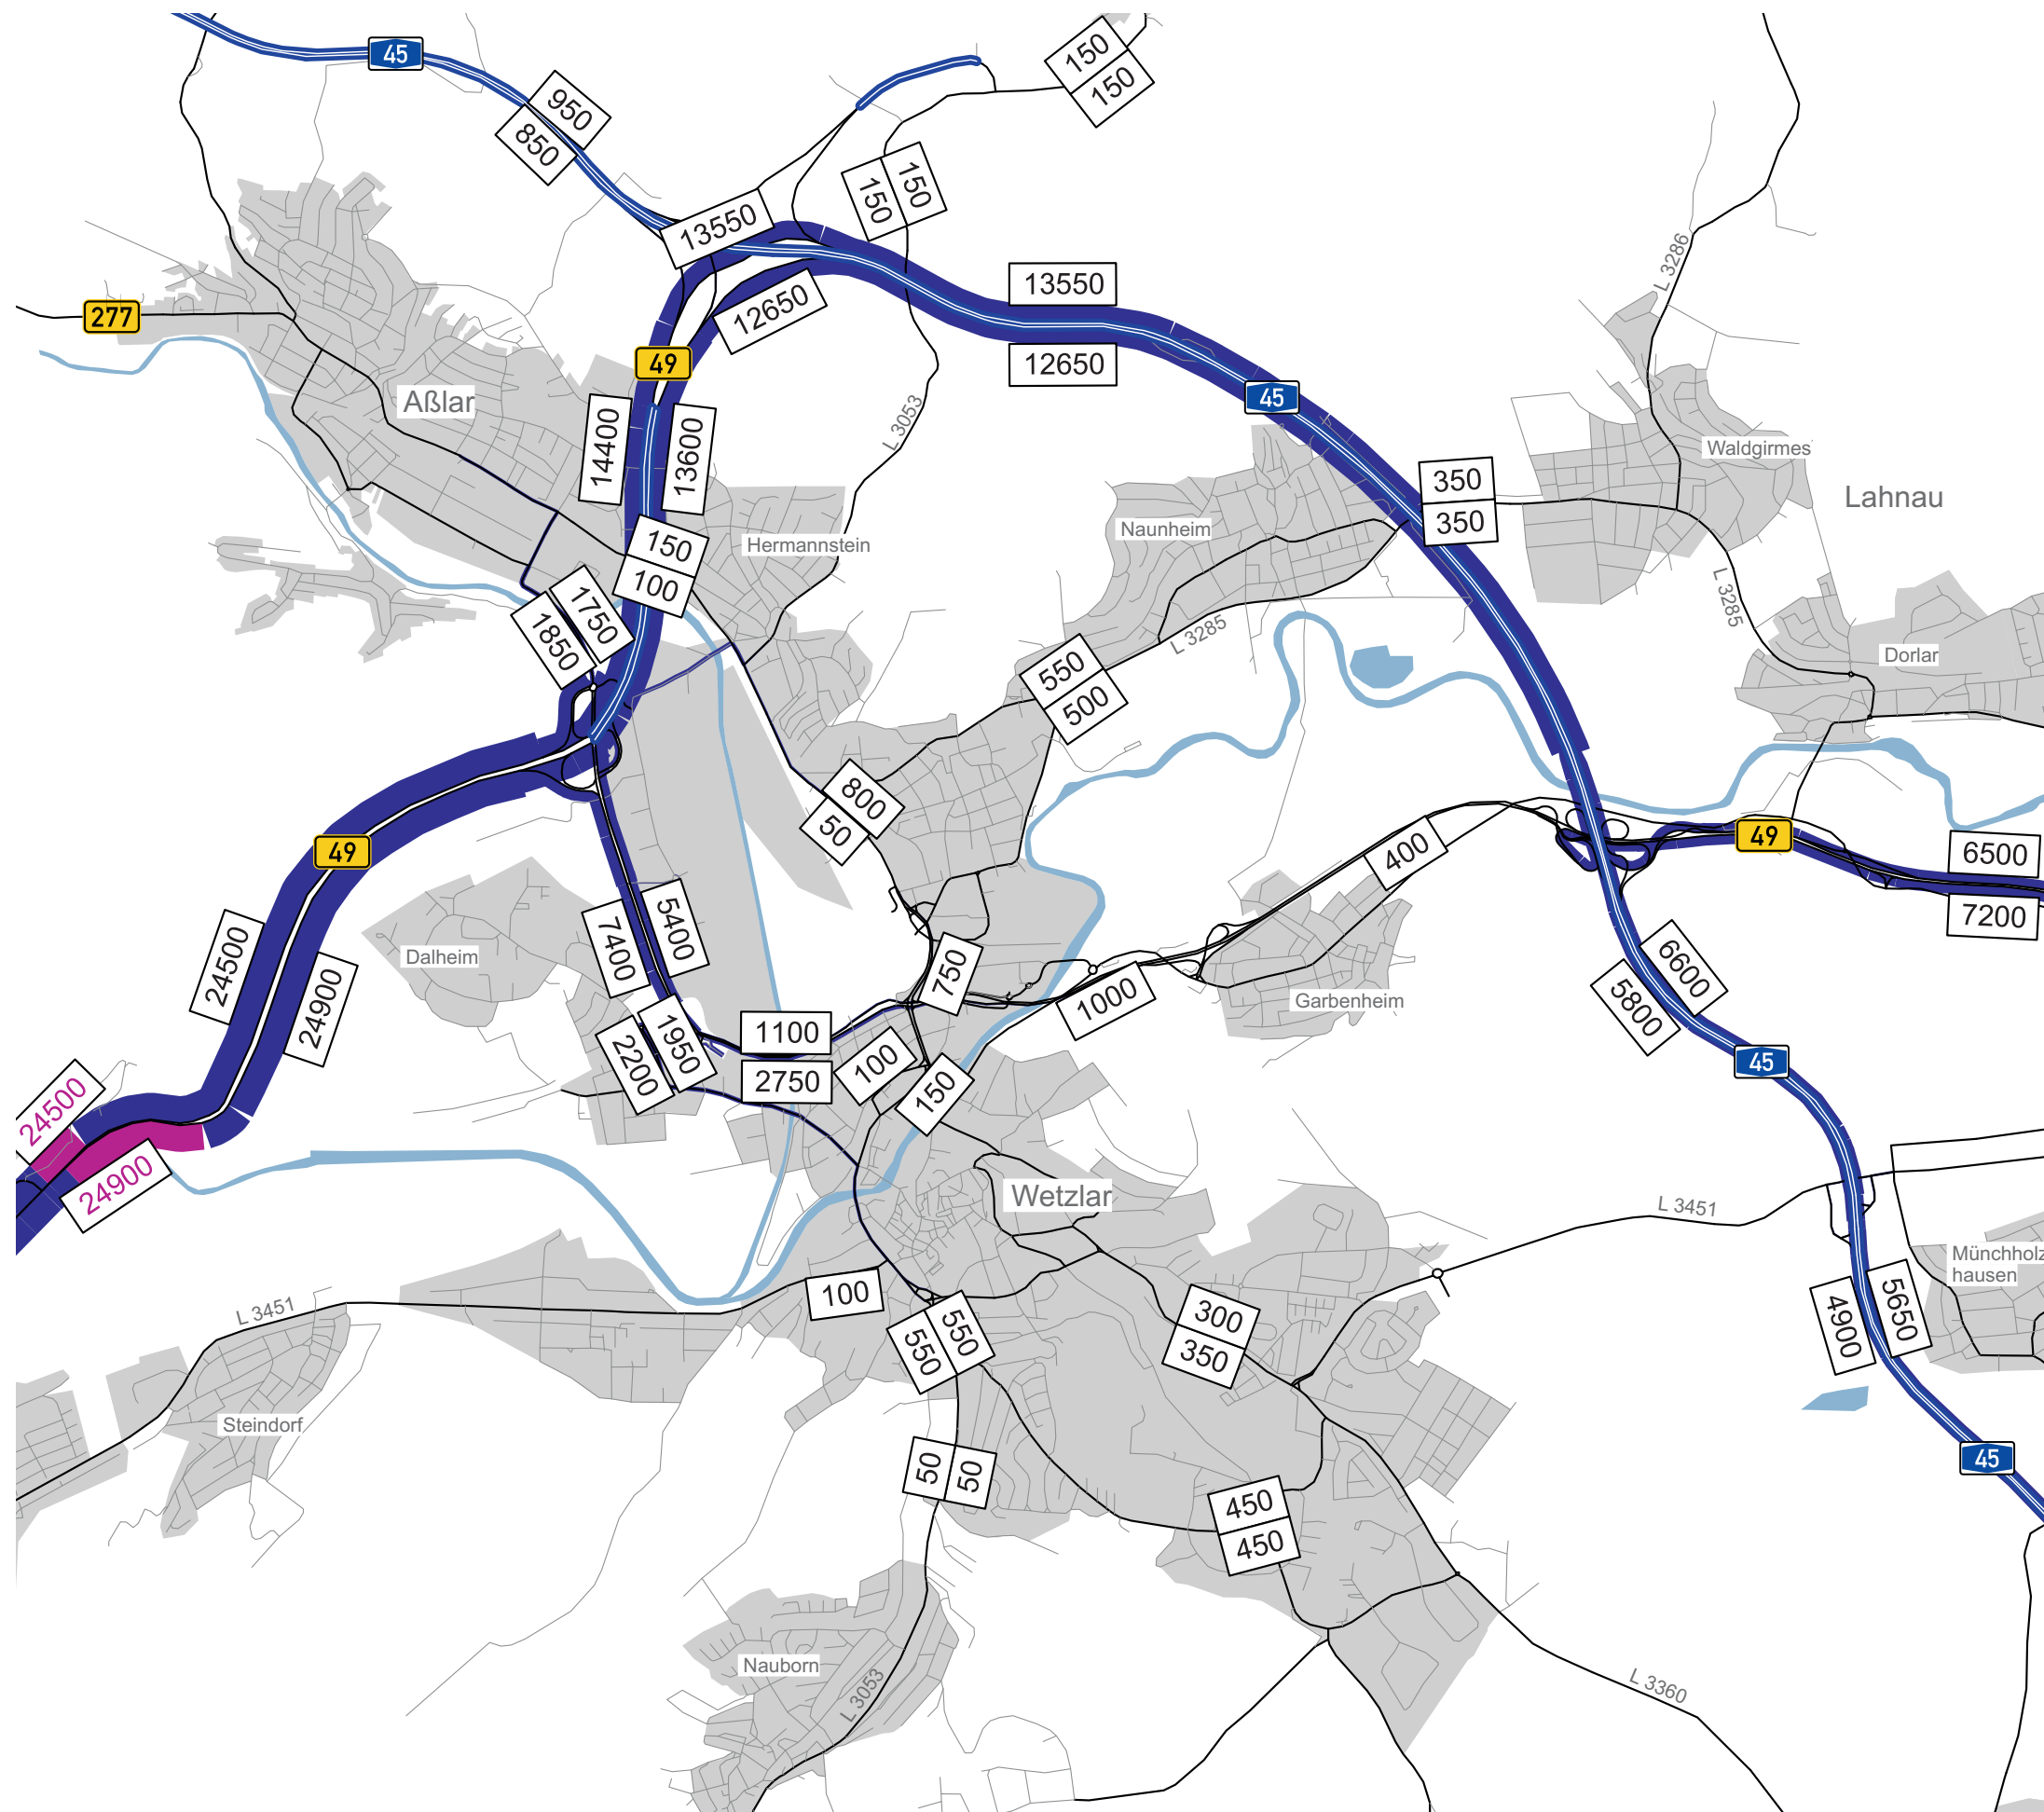 45
150
150
950
850
150
150
13550
L 3286
13550
12650
277
12650
49
45
Aßlar
14400
13600
L 3053
Waldgirmes
350
350
Lahnau
Naunheim
150
100
Hermannstein
1750
1850
L 3285
L 3285
Dorlar
550
500
800
50
49
400
49
6500
7200
24500
24900
Dalheim
7400
5400
750
1000
Garbenheim
6600
5800
1950
2200
1100
2750
100
150
45
24500
24900
Wetzlar
L 3451
Münchholz
hausen
L 3451
100
550
550
300
350
4900
5650
Steindorf
50
50
45
450
450
Nauborn
L 3053
L 3360